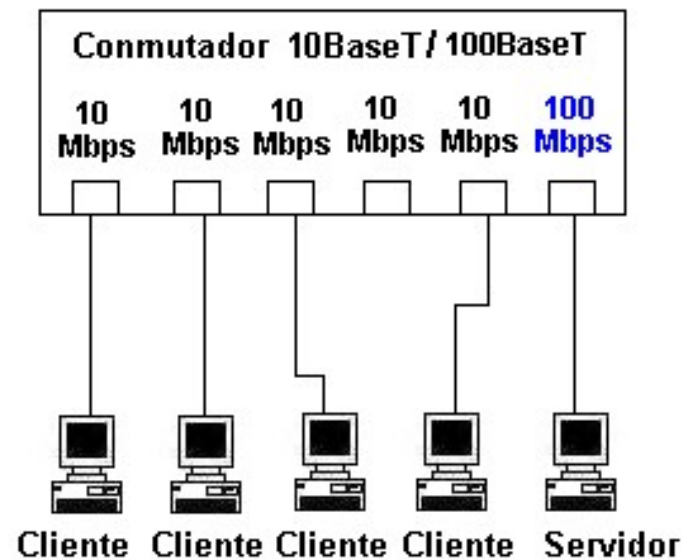 Conmutador 10BaseT/100BaseT
10 10 10 10 10 100
Mbps Mbps Mbps Mbps Mbps Mbps
Cliente Cliente Cliente Cliente Servidor